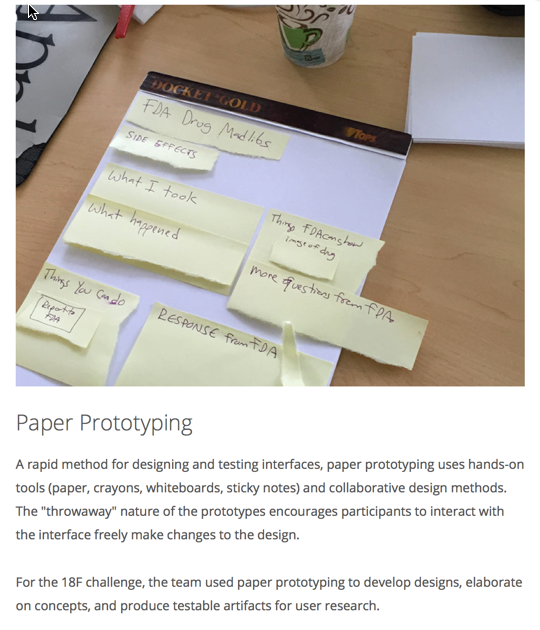 DOCKET GOLD
TOPS
FDA Drug Madlibs
SIDE EFFECTS
What I took
What happened
Things FDA can show
image of drug
More questions from FDA
Things You Can do
Report to
FDA
RESPONSE from FDA
Paper Prototyping
A rapid method for designing and testing interfaces, paper prototyping uses hands-on
tools (paper, crayons, whiteboards, sticky notes) and collaborative design methods.
The "throwaway" nature of the prototypes encourages participants to interact with
the interface freely make changes to the design.
For the 18F challenge, the team used paper prototyping to develop designs, elaborate
on concepts, and produce testable artifacts for user research.